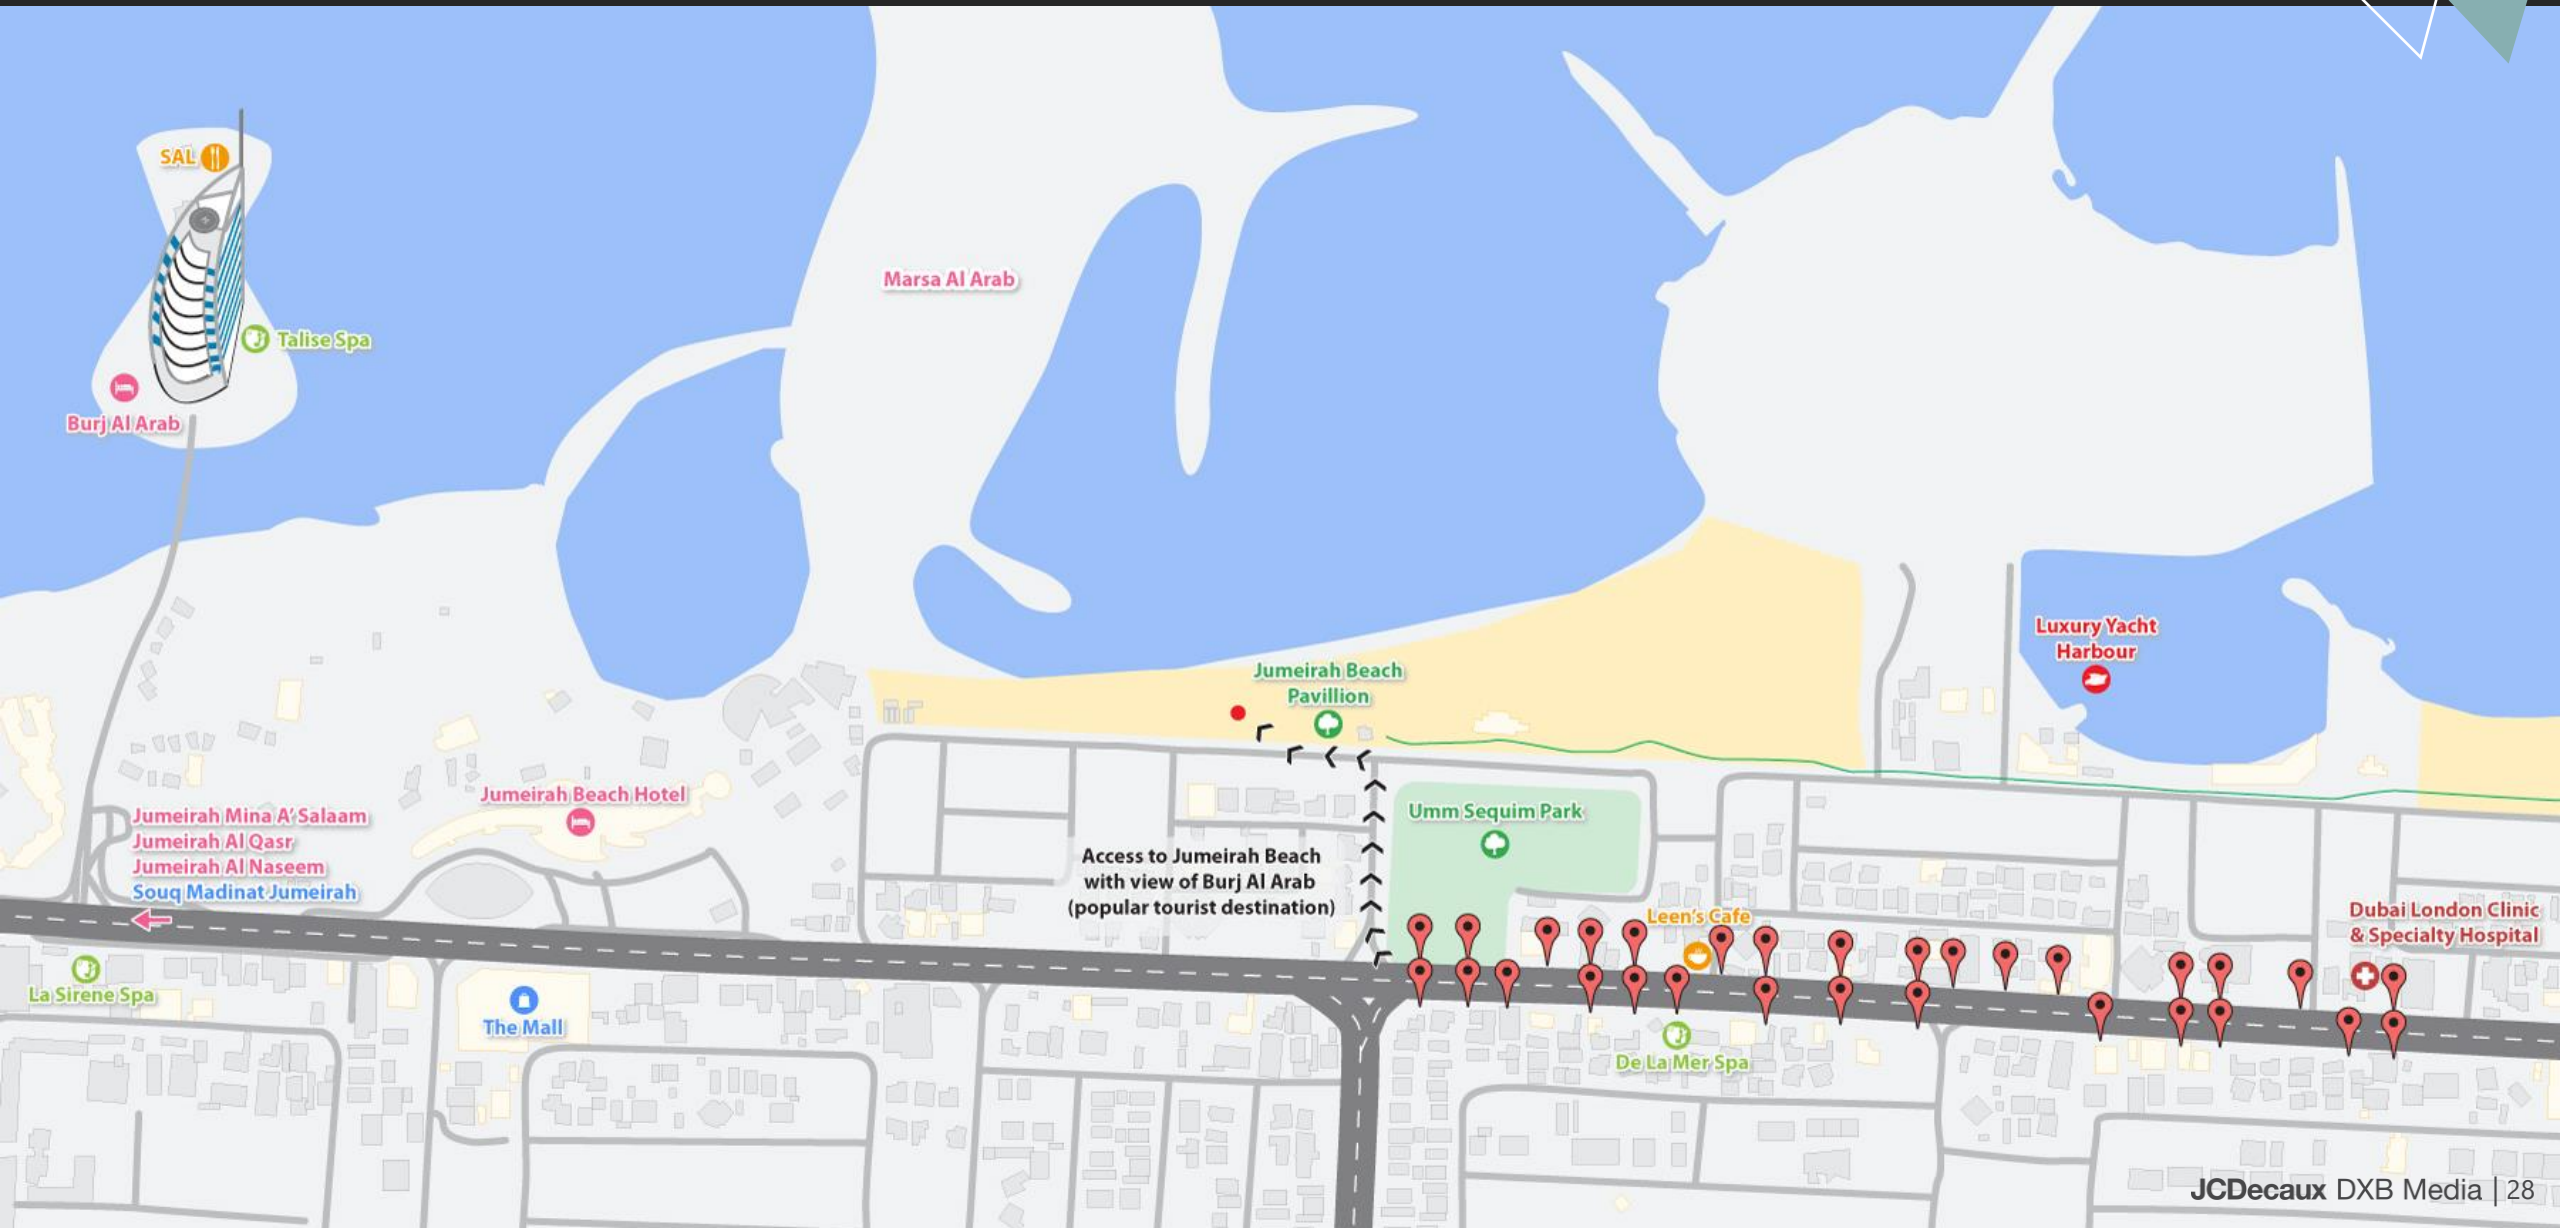 SAL
Marsa Al Arab
Talise Spa
Burj Al Arab
Luxury Yacht
Harbour
Jumeirah Beach
Pavillion
Jumeirah Beach Hotel
Jumeirah Mina A' Salaam
Jumeirah Al Qasr
Jumeirah Al Naseem
Souq Madinat Jumeirah
Umm Sequim Park
Access to Jumeirah Beach
with view of Burj Al Arab
(popular tourist destination)
Leen's Cafe
Dubai London Clinic
& Specialty Hospital
La Sirene Spa
The Mall
De La Mer Spa
JCDecaux DXB Media | 28